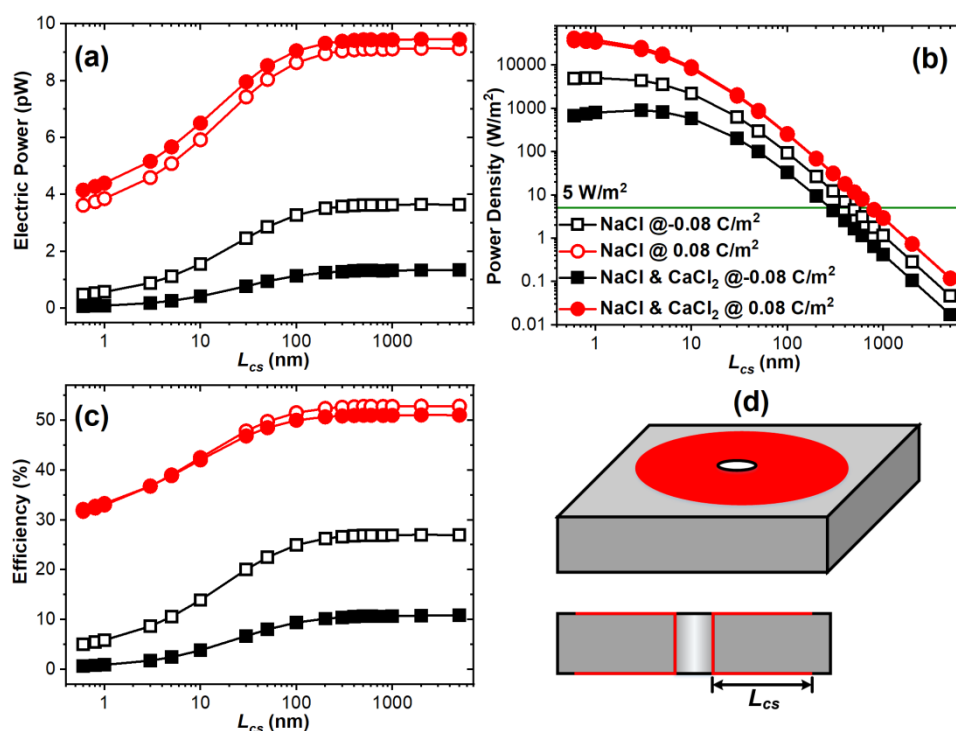 (a)
Electric Power (pW)
10
8
6
4
2
0
1
10
100
1000
L_cs (nm)
(b)
Power Density (W/m²)
10000
1000
100
10
1
0.1
0.01
5 W/m²
NaCl @-0.08 C/m²
NaCl @ 0.08 C/m²
NaCl & CaCl₂ @-0.08 C/m²
NaCl & CaCl₂ @ 0.08 C/m²
1
10
100
1000
L_cs (nm)
(c)
Efficiency (%)
50
40
30
20
10
0
1
10
100
1000
L_cs (nm)
(d)
L_cs